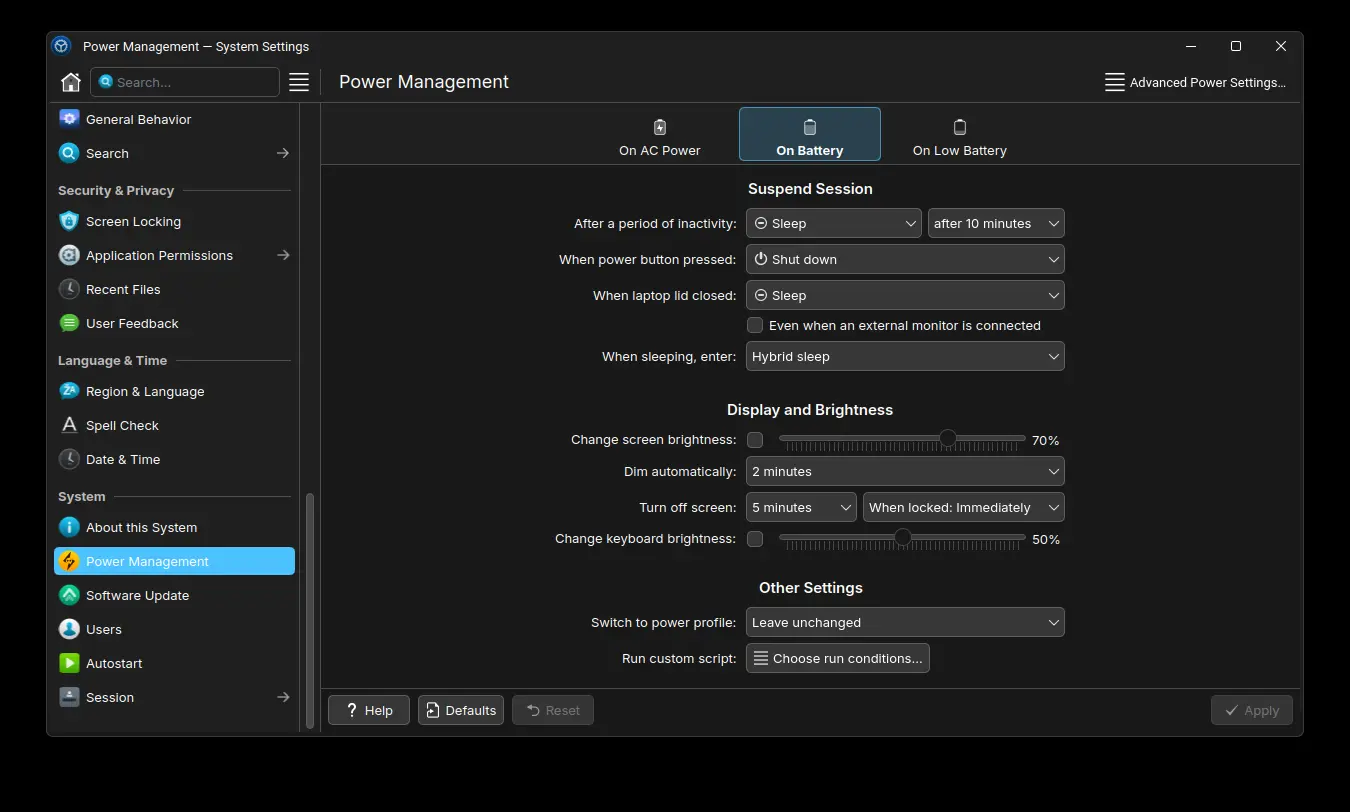 Power Management — System Settings
Search...
Power Management
Advanced Power Settings...
General Behavior
Search
Security & Privacy
Screen Locking
Application Permissions
Recent Files
User Feedback
Language & Time
Region & Language
Spell Check
Date & Time
System
About this System
Power Management
Software Update
Users
Autostart
Session
On AC Power
On Battery
On Low Battery
Suspend Session
After a period of inactivity: Sleep after 10 minutes
When power button pressed: Shut down
When laptop lid closed: Sleep
Even when an external monitor is connected
When sleeping, enter: Hybrid sleep
Display and Brightness
Change screen brightness: 70%
Dim automatically: 2 minutes
Turn off screen: 5 minutes When locked: Immediately
Change keyboard brightness: 50%
Other Settings
Switch to power profile: Leave unchanged
Run custom script: Choose run conditions...
Help
Defaults
Reset
Apply